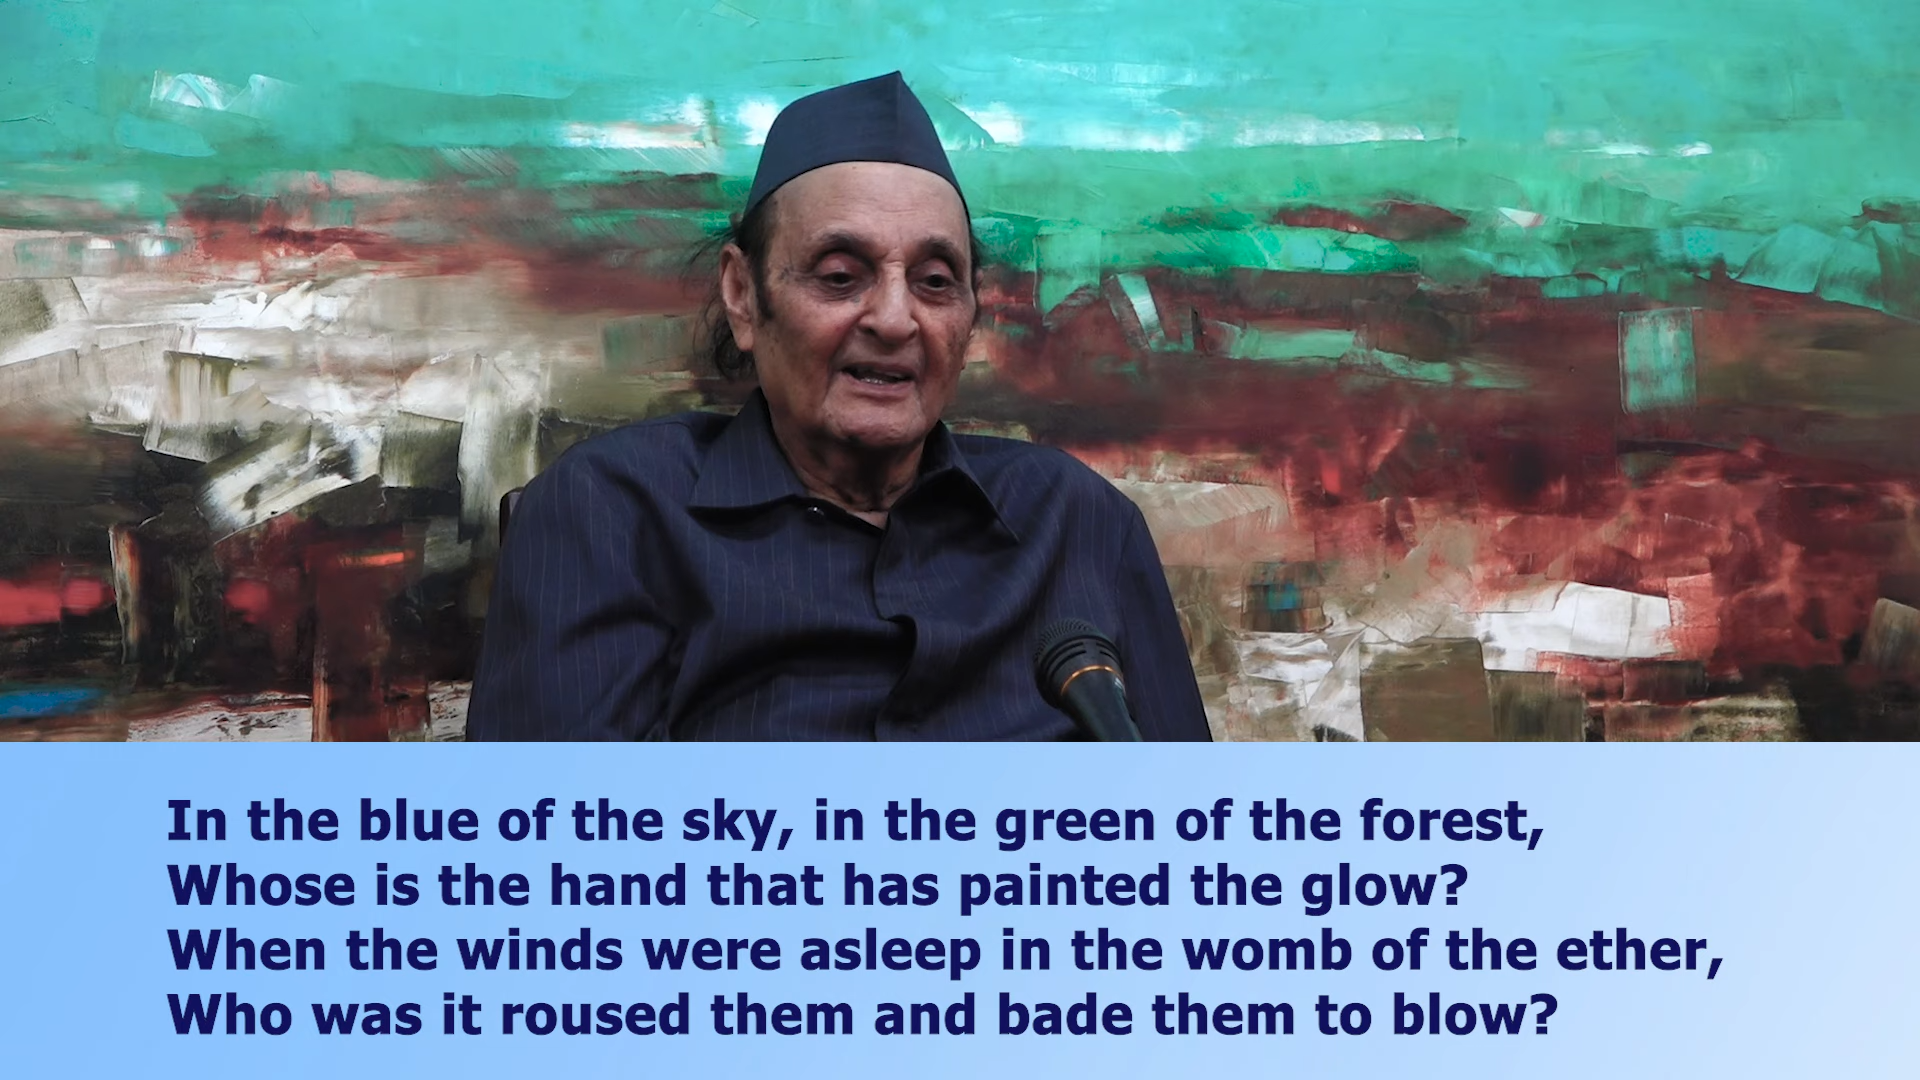 In the blue of the sky, in the green of the forest,
Whose is the hand that has painted the glow?
When the winds were asleep in the womb of the ether,
Who was it roused them and bade them to blow?